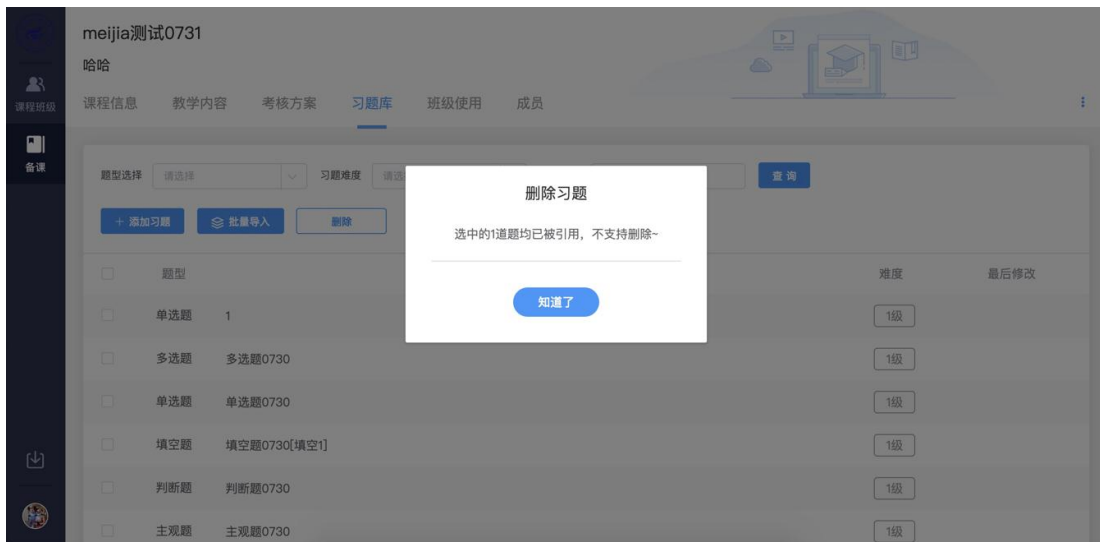 meijia测试0731
哈哈
课程班级
备课
课程信息 教学内容 考核方案 习题库 班级使用 成员
题型选择 请选择 习题难度 请选 查询
+ 添加习题 批量导入 删除
删除习题
选中的1道题均已被引用，不支持删除~
知道了
题型 难度 最后修改
单选题 1 1级
多选题 多选题0730 1级
单选题 单选题0730 1级
填空题 填空题0730[填空1] 1级
判断题 判断题0730 1级
主观题 主观题0730 1级